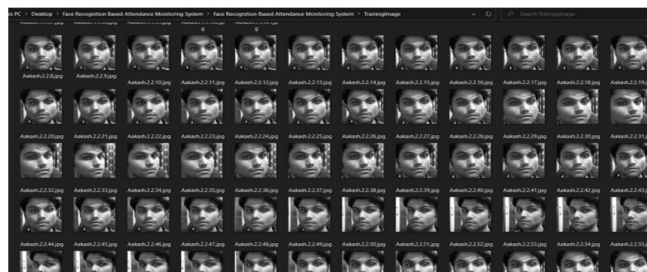 is PC > Desktop > Face Recognition Based Attendance Monitoring System > Face Recognition Based Attendance Monitoring System > TrainingImage Search TrainingImage
g g
Aakash.2.2.8.jpg Aakash.2.2.9.jpg Aakash.2.2.10.jpg Aakash.2.2.11.jpg Aakash.2.2.12.jpg Aakash.2.2.13.jpg Aakash.2.2.14.jpg Aakash.2.2.15.jpg Aakash.2.2.16.jpg Aakash.2.2.17.jpg Aakash.2.2.18.jpg Aakash.2.2.19.
Aakash.2.2.20.jpg Aakash.2.2.21.jpg Aakash.2.2.22.jpg Aakash.2.2.23.jpg Aakash.2.2.24.jpg Aakash.2.2.25.jpg Aakash.2.2.26.jpg Aakash.2.2.27.jpg Aakash.2.2.28.jpg Aakash.2.2.29.jpg Aakash.2.2.30.jpg Aakash.2.2.31.j
Aakash.2.2.32.jpg Aakash.2.2.33.jpg Aakash.2.2.34.jpg Aakash.2.2.35.jpg Aakash.2.2.36.jpg Aakash.2.2.37.jpg Aakash.2.2.38.jpg Aakash.2.2.39.jpg Aakash.2.2.40.jpg Aakash.2.2.41.jpg Aakash.2.2.42.jpg Aakash.2.2.43.j
Aakash.2.2.44.jpg Aakash.2.2.45.jpg Aakash.2.2.46.jpg Aakash.2.2.47.jpg Aakash.2.2.48.jpg Aakash.2.2.49.jpg Aakash.2.2.50.jpg Aakash.2.2.51.jpg Aakash.2.2.52.jpg Aakash.2.2.53.jpg Aakash.2.2.54.jpg Aakash.2.2.55.j